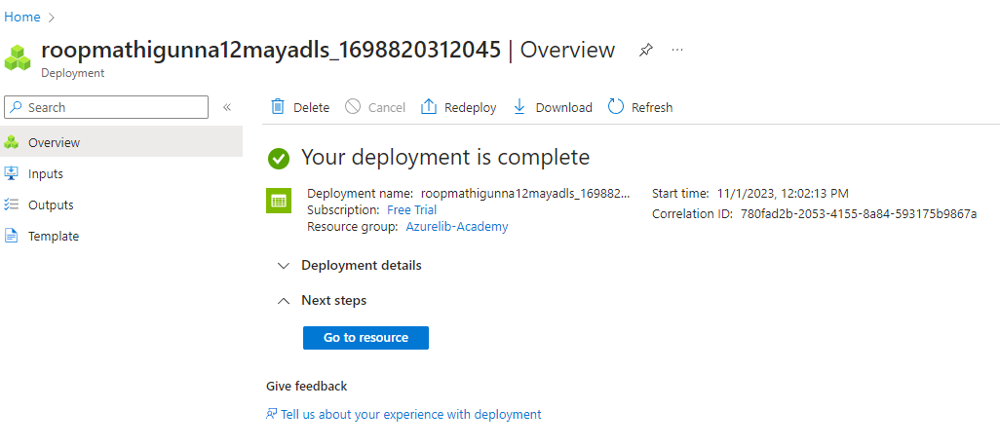 Home
roopmathigunna12mayadls_1698820312045 | Overview
Deployment
Search
Overview
Inputs
Outputs
Template
Delete
Cancel
Redeploy
Download
Refresh
Your deployment is complete
Deployment name: roopmathigunna12mayadls_169882...
Subscription: Free Trial
Resource group: Azurelib-Academy
Start time: 11/1/2023, 12:02:13 PM
Correlation ID: 780fad2b-2053-4155-8a84-593175b9867a
Deployment details
Next steps
Go to resource
Give feedback
Tell us about your experience with deployment